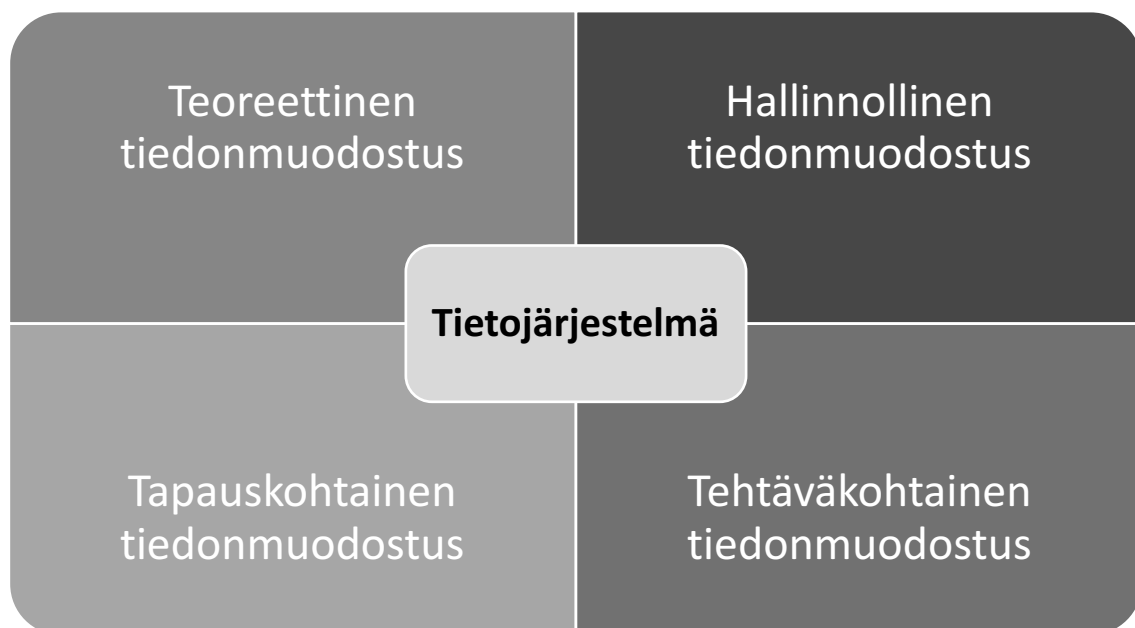 Teoreettinen
tiedonmuodostus
Hallinnollinen
tiedonmuodostus
Tietojärjestelmä
Tapauskohtainen
tiedonmuodostus
Tehtäväkohtainen
tiedonmuodostus